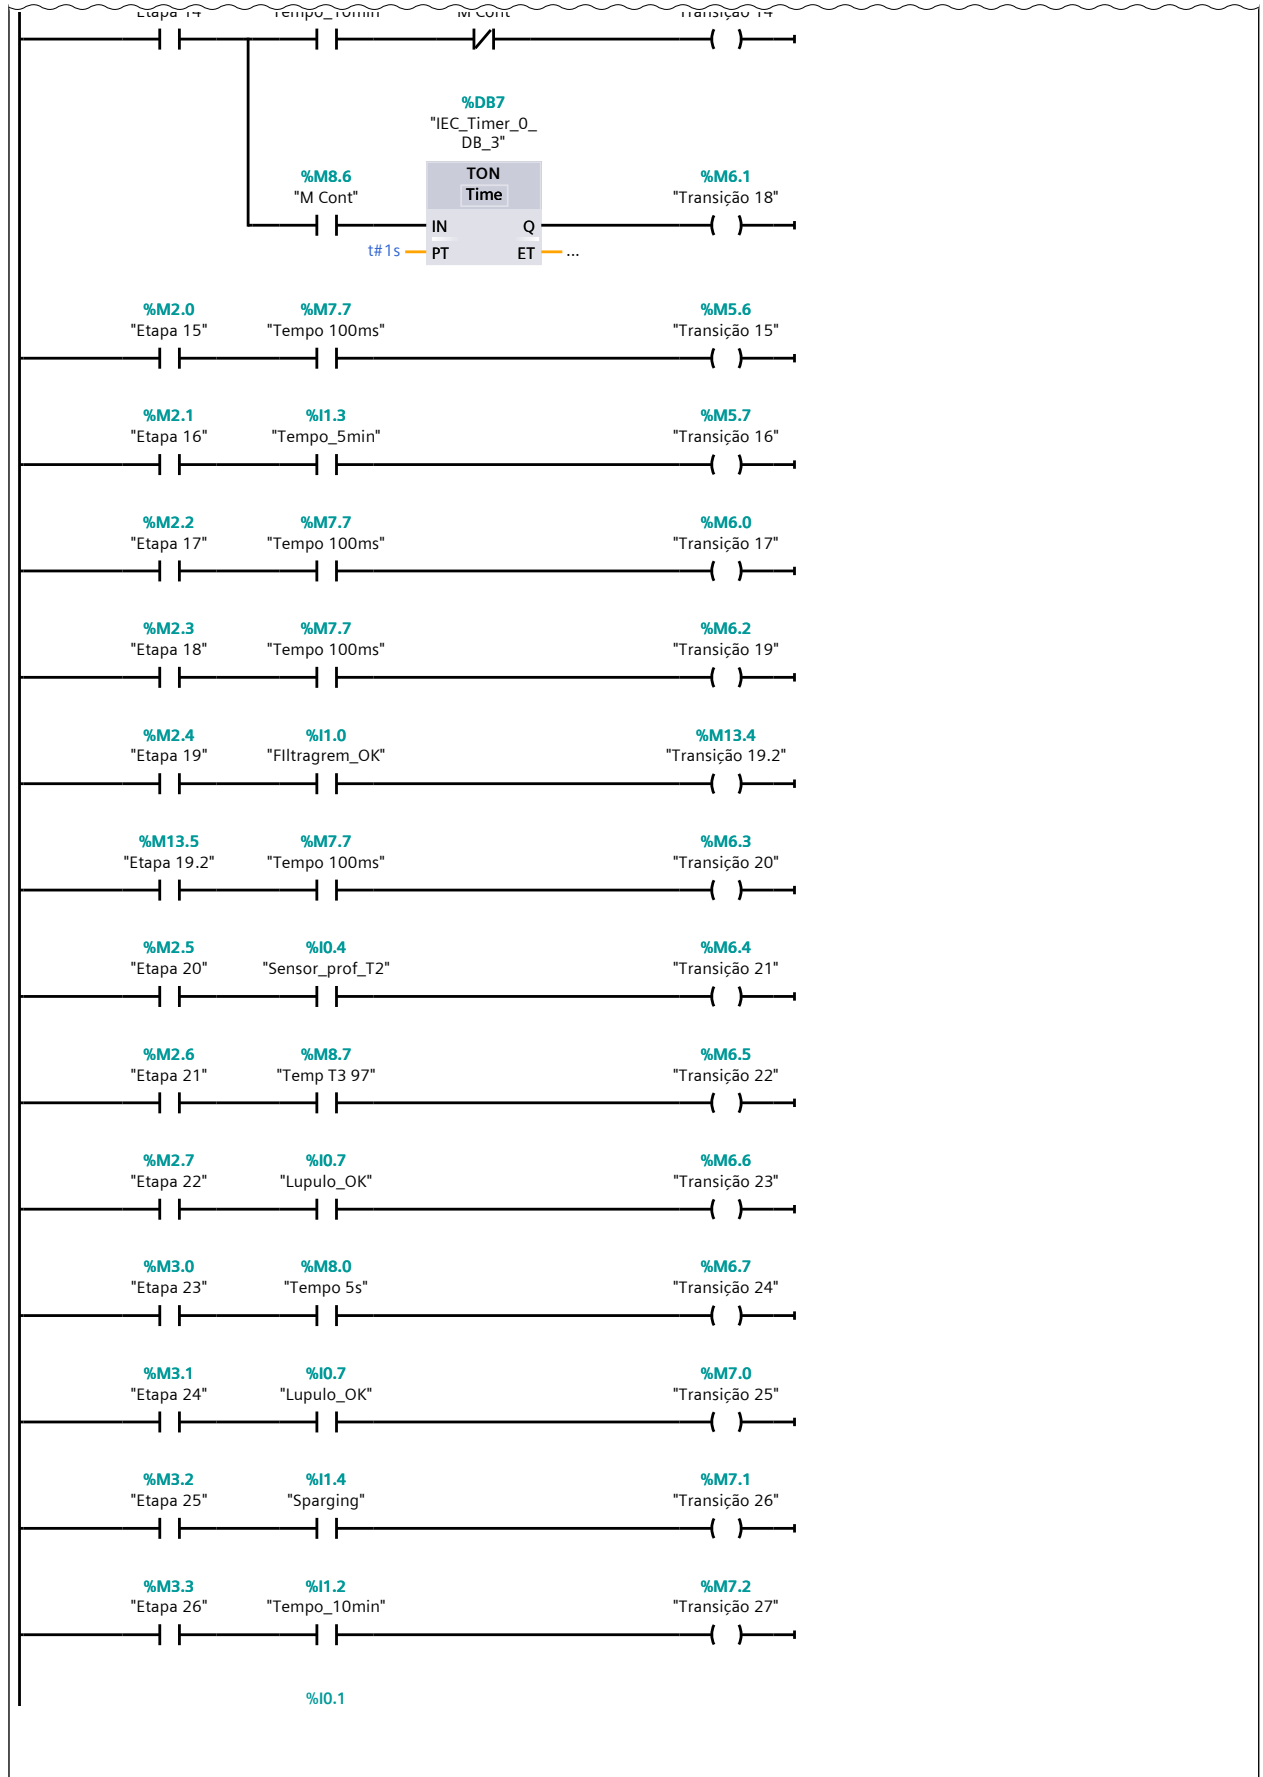 Etapa 14 Tempo_10min M Cont Transição 14
%DB7
"IEC_Timer_0_
DB_3"
%M8.6 TON %M6.1
"M Cont" Time "Transição 18"
IN Q
t#1s PT ET ...
%M2.0 %M7.7 %M5.6
"Etapa 15" "Tempo 100ms" "Transição 15"
%M2.1 %I1.3 %M5.7
"Etapa 16" "Tempo_5min" "Transição 16"
%M2.2 %M7.7 %M6.0
"Etapa 17" "Tempo 100ms" "Transição 17"
%M2.3 %M7.7 %M6.2
"Etapa 18" "Tempo 100ms" "Transição 19"
%M2.4 %I1.0 %M13.4
"Etapa 19" "FIltragrem_OK" "Transição 19.2"
%M13.5 %M7.7 %M6.3
"Etapa 19.2" "Tempo 100ms" "Transição 20"
%M2.5 %I0.4 %M6.4
"Etapa 20" "Sensor_prof_T2" "Transição 21"
%M2.6 %M8.7 %M6.5
"Etapa 21" "Temp T3 97" "Transição 22"
%M2.7 %I0.7 %M6.6
"Etapa 22" "Lupulo_OK" "Transição 23"
%M3.0 %M8.0 %M6.7
"Etapa 23" "Tempo 5s" "Transição 24"
%M3.1 %I0.7 %M7.0
"Etapa 24" "Lupulo_OK" "Transição 25"
%M3.2 %I1.4 %M7.1
"Etapa 25" "Sparging" "Transição 26"
%M3.3 %I1.2 %M7.2
"Etapa 26" "Tempo_10min" "Transição 27"
%I0.1